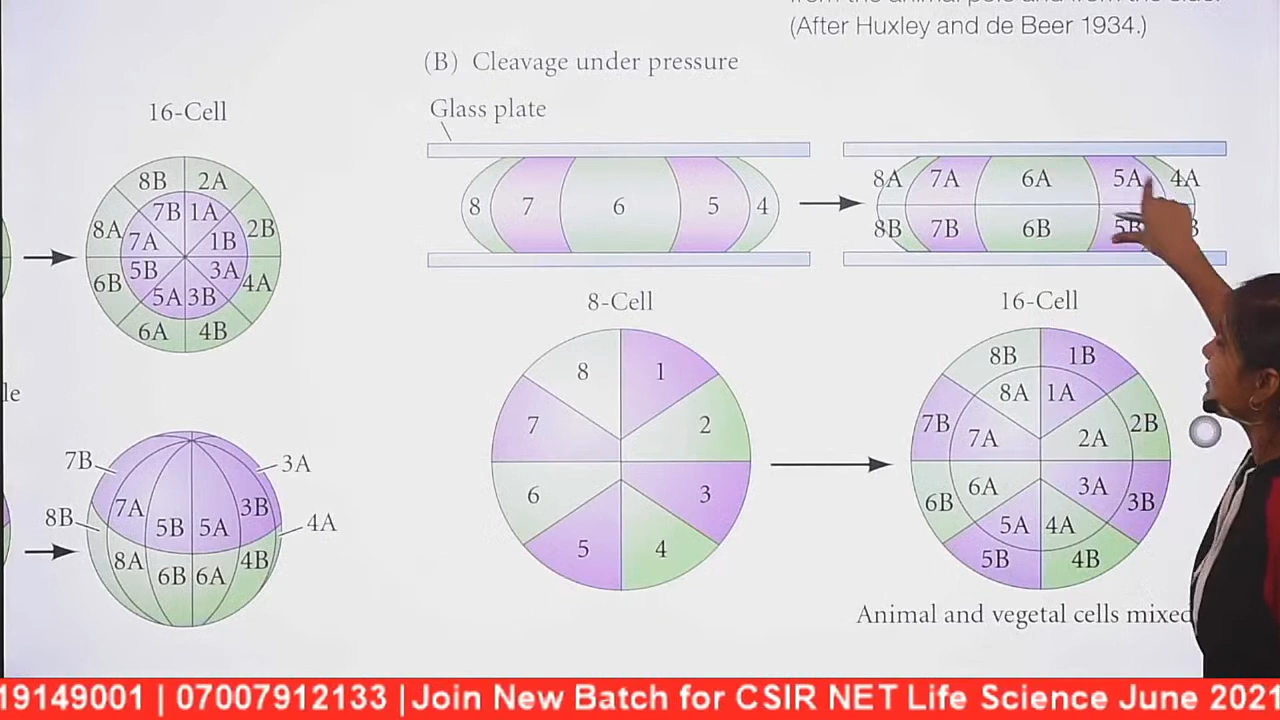 (After Huxley and de Beer 1934.)
(B) Cleavage under pressure
Glass plate
16-Cell
8B 2A
7B 1A
8A 2B
7A 1B
5B 3A
6B 4A
5A 3B
6A 4B
8 7 6 5 4
8A 7A 6A 5A 4A
8B 7B 6B
8-Cell
16-Cell
8 1
7 2
6 3
5 4
8B 1B
8A 1A
7B 2B
7A 2A
6A 3A
6B 3B
5A 4A
5B 4B
le
7B 3A
7A 3B
8B 5B 5A 4A
8A 4B
6B 6A
Animal and vegetal cells mixed
19149001 | 07007912133 | Join New Batch for CSIR NET Life Science June 2021